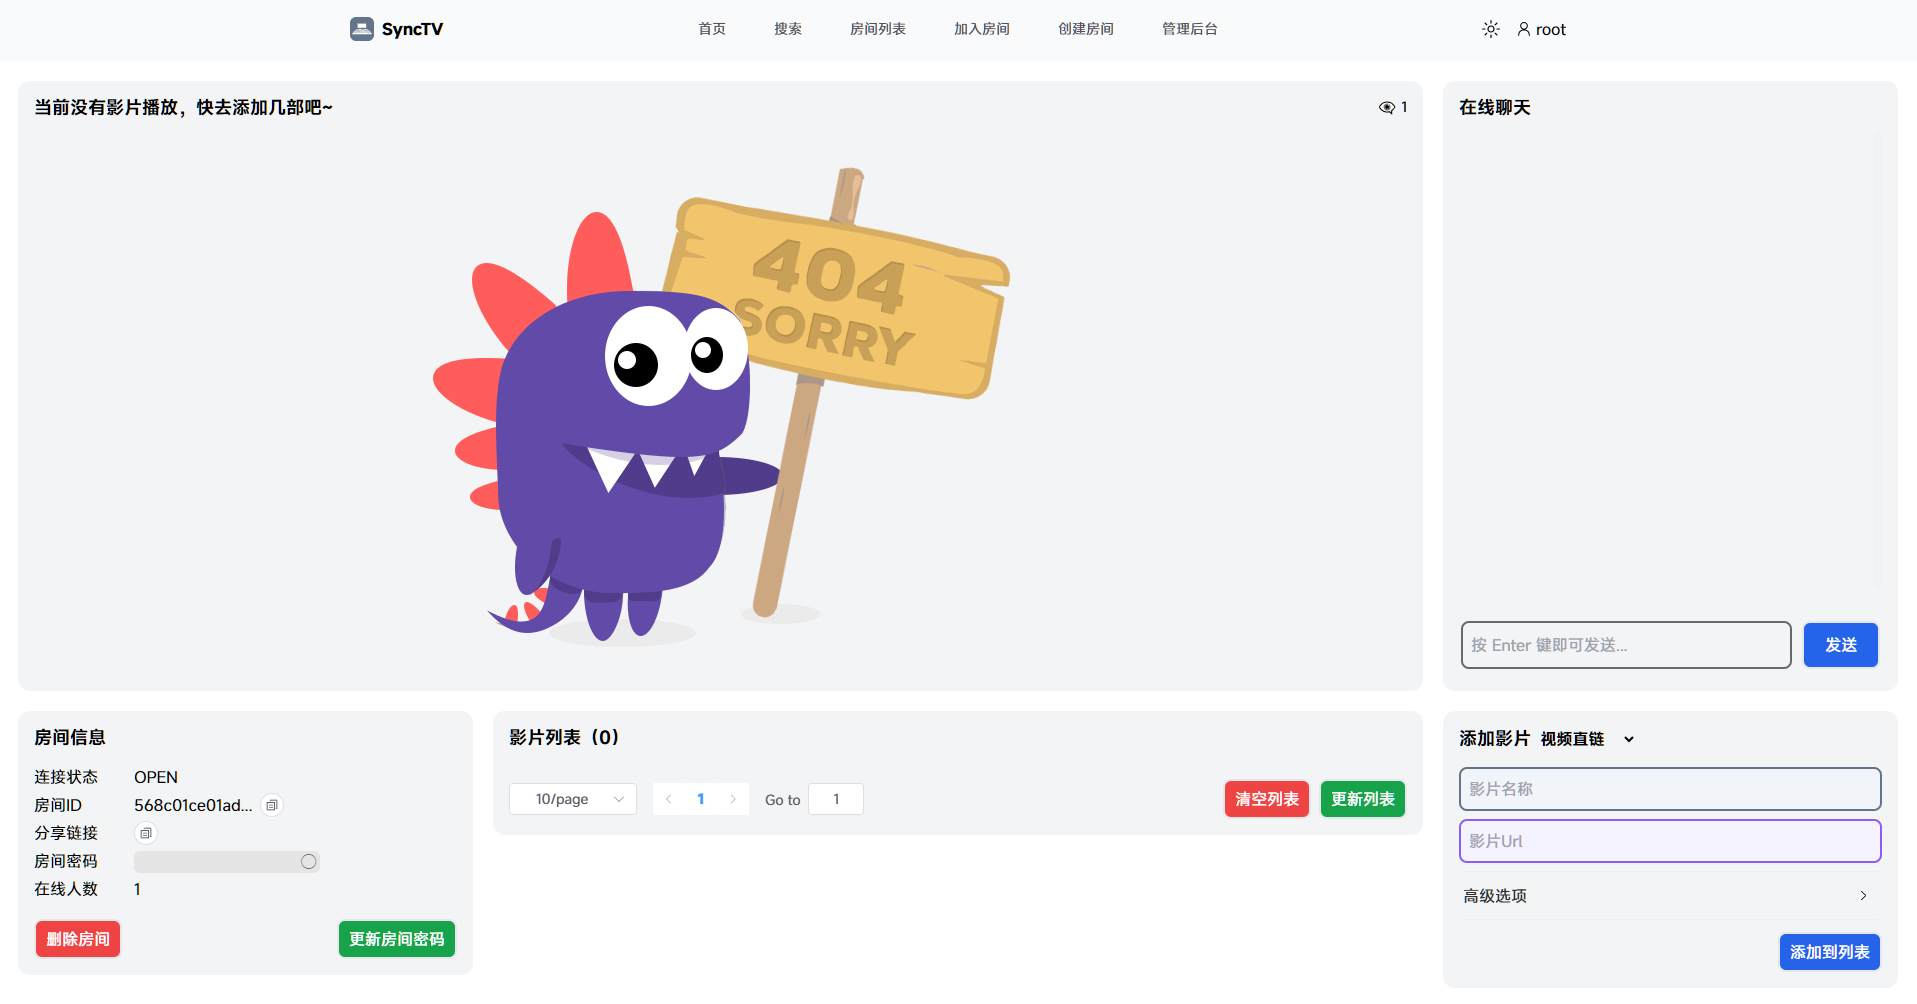 SyncTV
首页 搜索 房间列表 加入房间 创建房间 管理后台
root
当前没有影片播放，快去添加几部吧~
1
404
SORRY
在线聊天
按 Enter 键即可发送...
发送
房间信息
连接状态 OPEN
房间ID 568c01ce01ad...
分享链接
房间密码
在线人数 1
删除房间
更新房间密码
影片列表（0）
10/page
1
Go to
1
清空列表
更新列表
添加影片 视频直链
影片名称
影片Url
高级选项
添加到列表